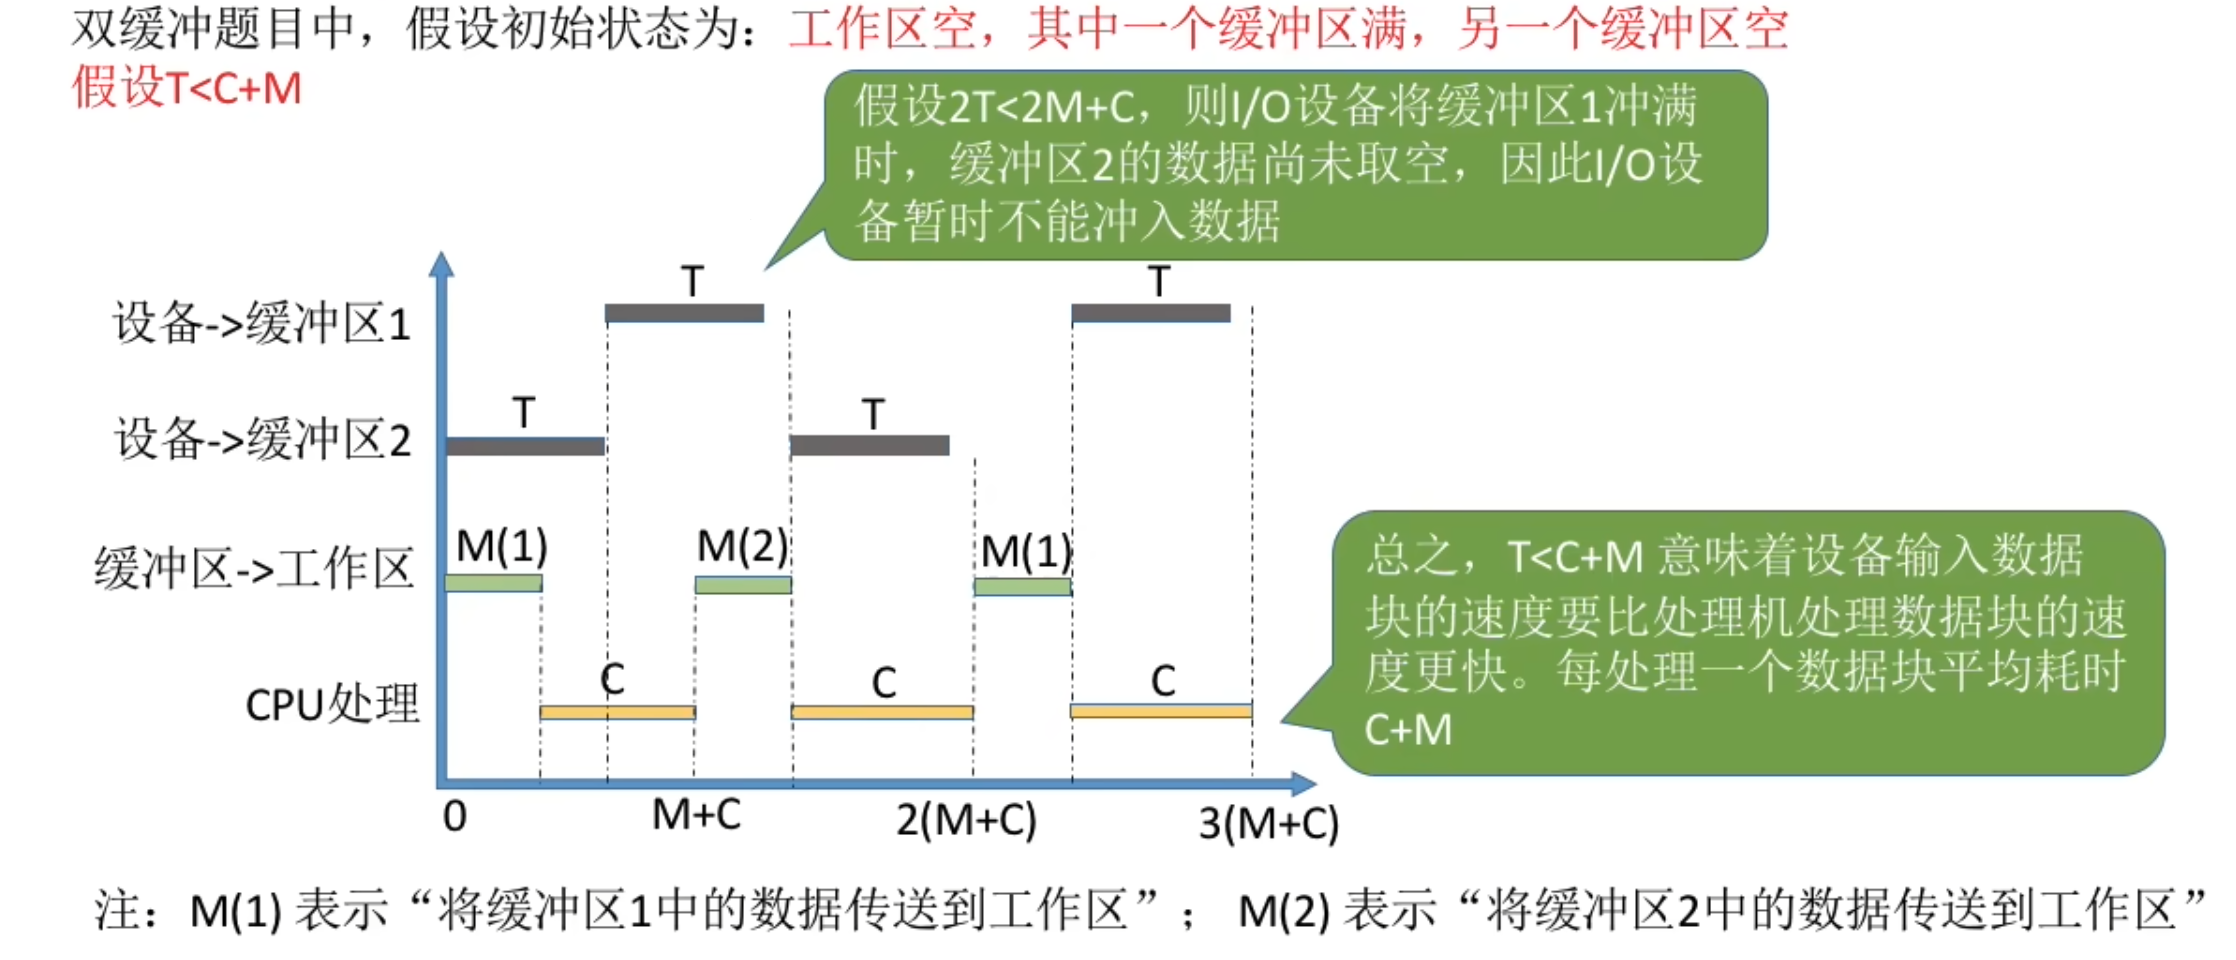 双缓冲题目中，假设初始状态为：工作区空，其中一个缓冲区满，另一个缓冲区空
假设T<C+M
假设2T<2M+C，则I/O设备将缓冲区1冲满
时，缓冲区2的数据尚未取空，因此I/O设
备暂时不能冲入数据
T
T
设备->缓冲区1
T
T
设备->缓冲区2
M(1)
M(2)
M(1)
缓冲区->工作区
C
C
C
CPU处理
总之，T<C+M 意味着设备输入数据
块的速度要比处理机处理数据块的速
度更快。每处理一个数据块平均耗时
C+M
0
M+C
2(M+C)
3(M+C)
注：M(1) 表示“将缓冲区1中的数据传送到工作区”； M(2) 表示“将缓冲区2中的数据传送到工作区”